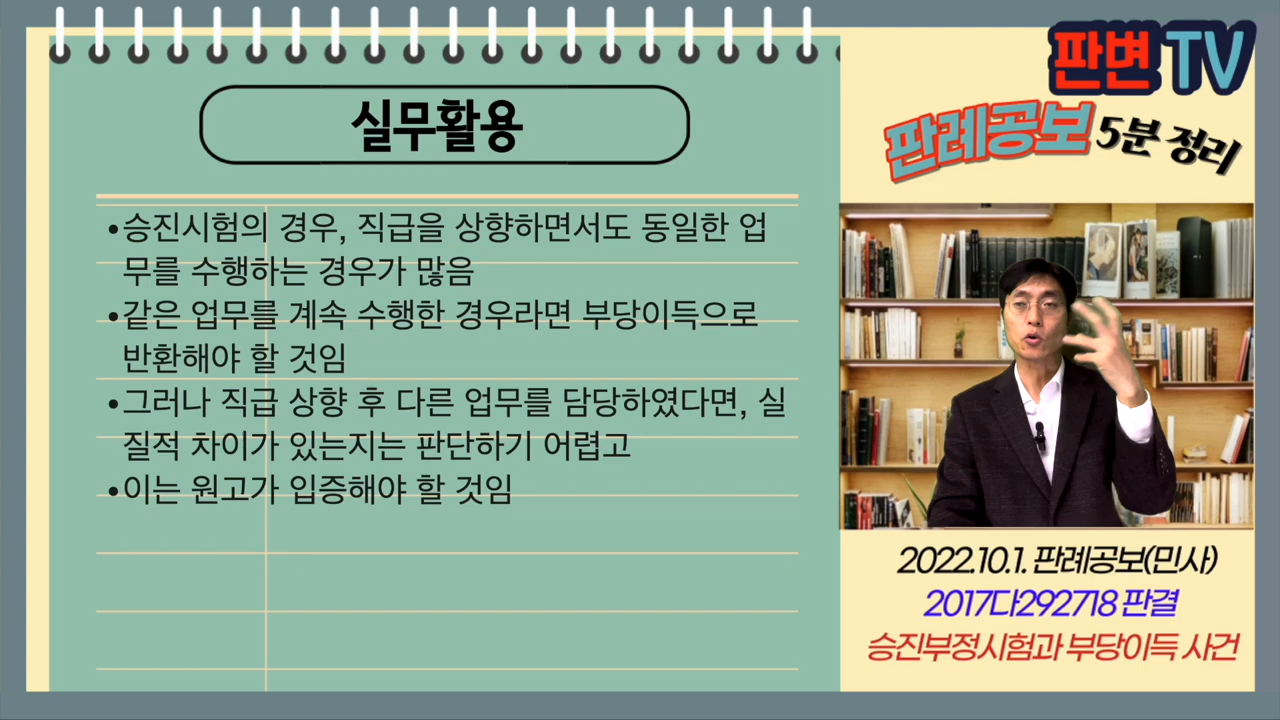 실무활용
•승진시험의 경우, 직급을 상향하면서도 동일한 업
무를 수행하는 경우가 많음
•같은 업무를 계속 수행한 경우라면 부당이득으로
반환해야 할 것임
•그러나 직급 상향 후 다른 업무를 담당하였다면, 실
질적 차이가 있는지는 판단하기 어렵고
•이는 원고가 입증해야 할 것임
판변 TV
판례공보 5분 정리
2022.10.1. 판례공보(민사)
2017다292718 판결
승진부정시험과 부당이득 사건